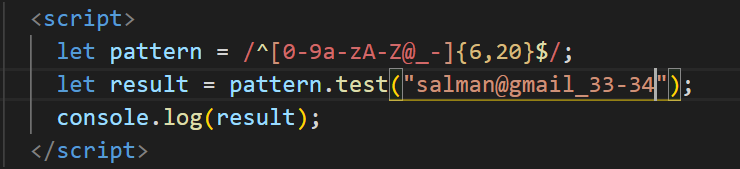 <script>
let pattern = /^[0-9a-zA-Z@_-]{6,20}$/;
let result = pattern.test("salman@gmail_33-34");
console.log(result);
</script>